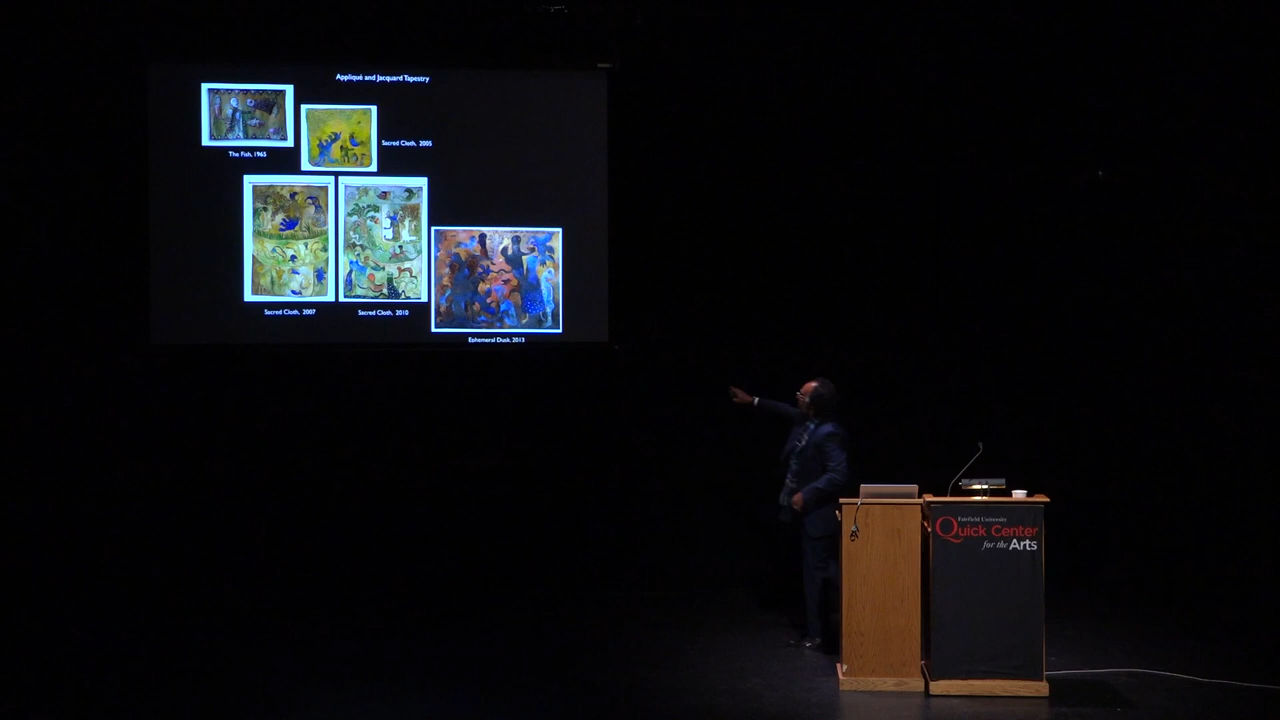 Appliqué and Jacquard Tapestry
The Fish, 1965
Sacred Cloth, 2005
Sacred Cloth, 2007
Sacred Cloth, 2010
Ephemeral Dusk, 2013
Fairfield University
Quick Center
for the Arts